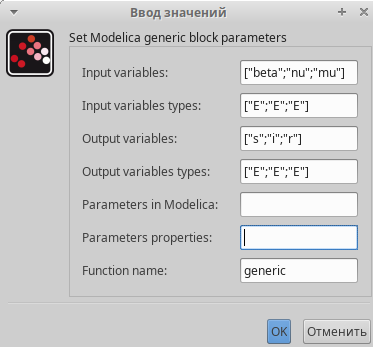 Ввод значений
Set Modelica generic block parameters
Input variables: ["beta";"nu";"mu"]
Input variables types: ["E";"E";"E"]
Output variables: ["s";"i";"r"]
Output variables types: ["E";"E";"E"]
Parameters in Modelica:
Parameters properties:
Function name: generic
OK Отменить